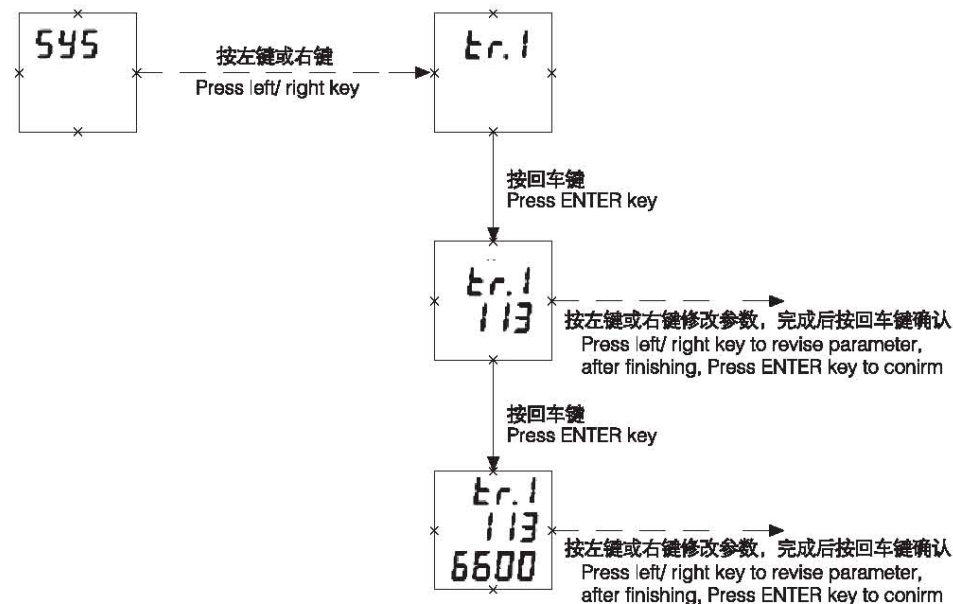 SYS
按左键或右键
Press left/ right key
tr.1
按回车键
Press ENTER key
tr.1
113
按左键或右键修改参数，完成后按回车键确认
Press left/ right key to revise parameter,
after finishing, Press ENTER key to conirm
按回车键
Press ENTER key
tr.1
113
6600
按左键或右键修改参数，完成后按回车键确认
Press left/ right key to revise parameter,
after finishing, Press ENTER key to conirm